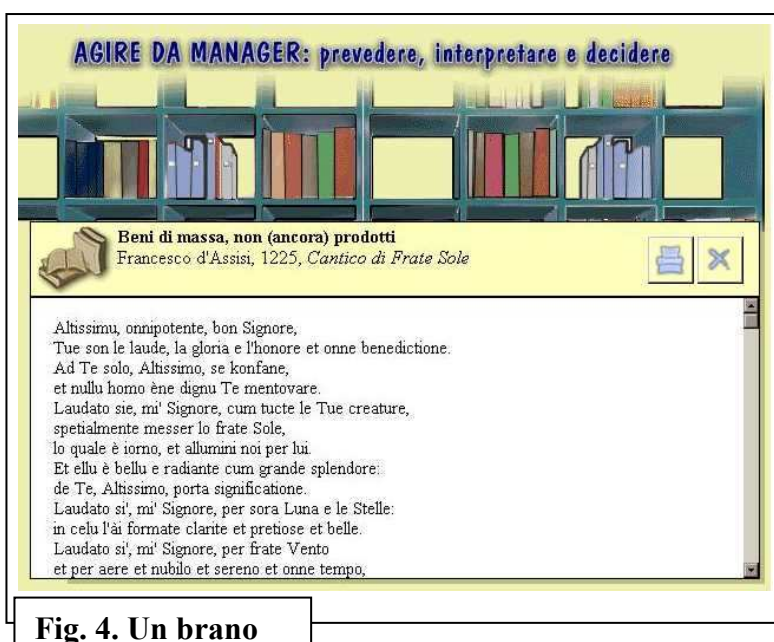 AGIRE DA MANAGER: prevedere, interpretare e decidere
Beni di massa, non (ancora) prodotti
Francesco d'Assisi, 1225, Cantico di Frate Sole
Altissimu, onnipotente, bon Signore,
Tue son le laude, la gloria e l'honore et onne benedictione.
Ad Te solo, Altissimo, se konfane,
et nullu homo ène dignu Te mentovare.
Laudato sie, mi' Signore, cum tucte le Tue creature,
spetialmente messer lo frate Sole,
lo quale è iorno, et allumini noi per lui.
Et ellu è bellu e radiante cum grande splendore:
de Te, Altissimo, porta significatione.
Laudato si', mi' Signore, per sora Luna e le Stelle:
in celu l'ài formate clarite et pretiose et belle.
Laudato si', mi' Signore, per frate Vento
et per aere et nubilo et sereno et onne tempo,
Fig. 4. Un brano